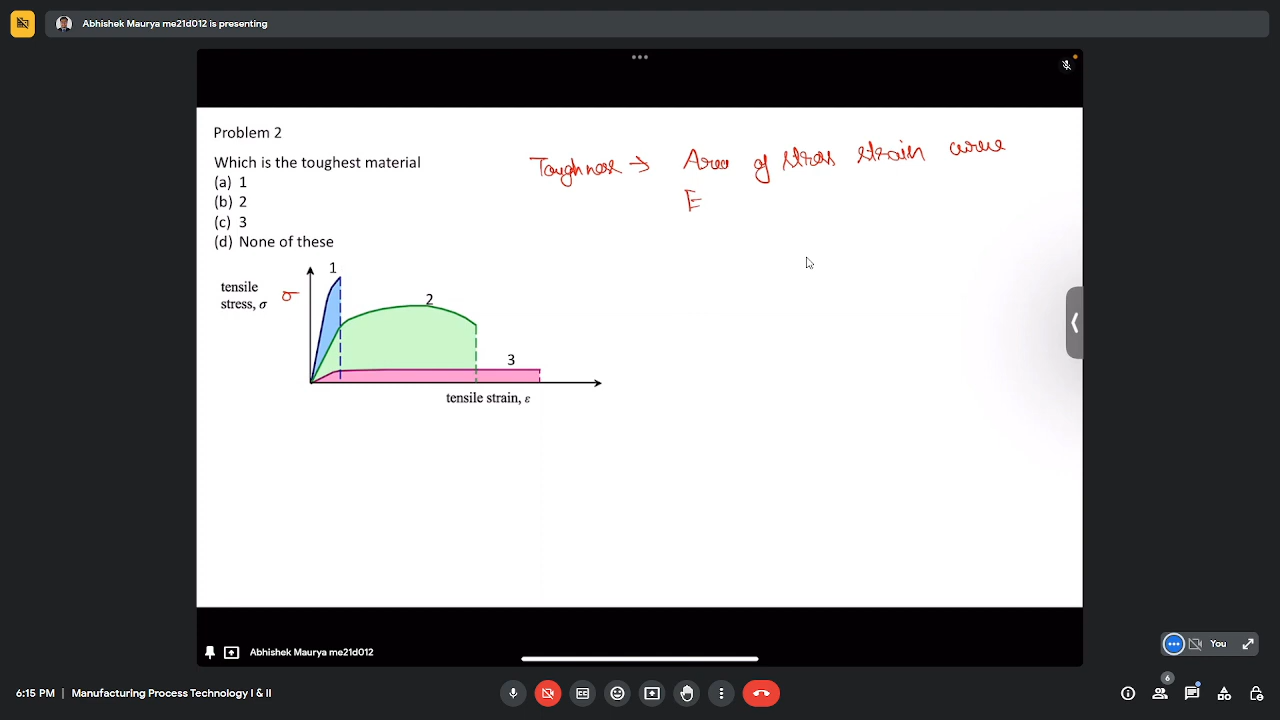 Abhishek Maurya me21d012 is presenting
Problem 2
Which is the toughest material
(a) 1
(b) 2
(c) 3
(d) None of these
Toughness → Area of stress strain curve
E
tensile
stress, σ
σ
1
2
3
tensile strain, ε
Abhishek Maurya me21d012
You
6:15 PM | Manufacturing Process Technology I & II
6